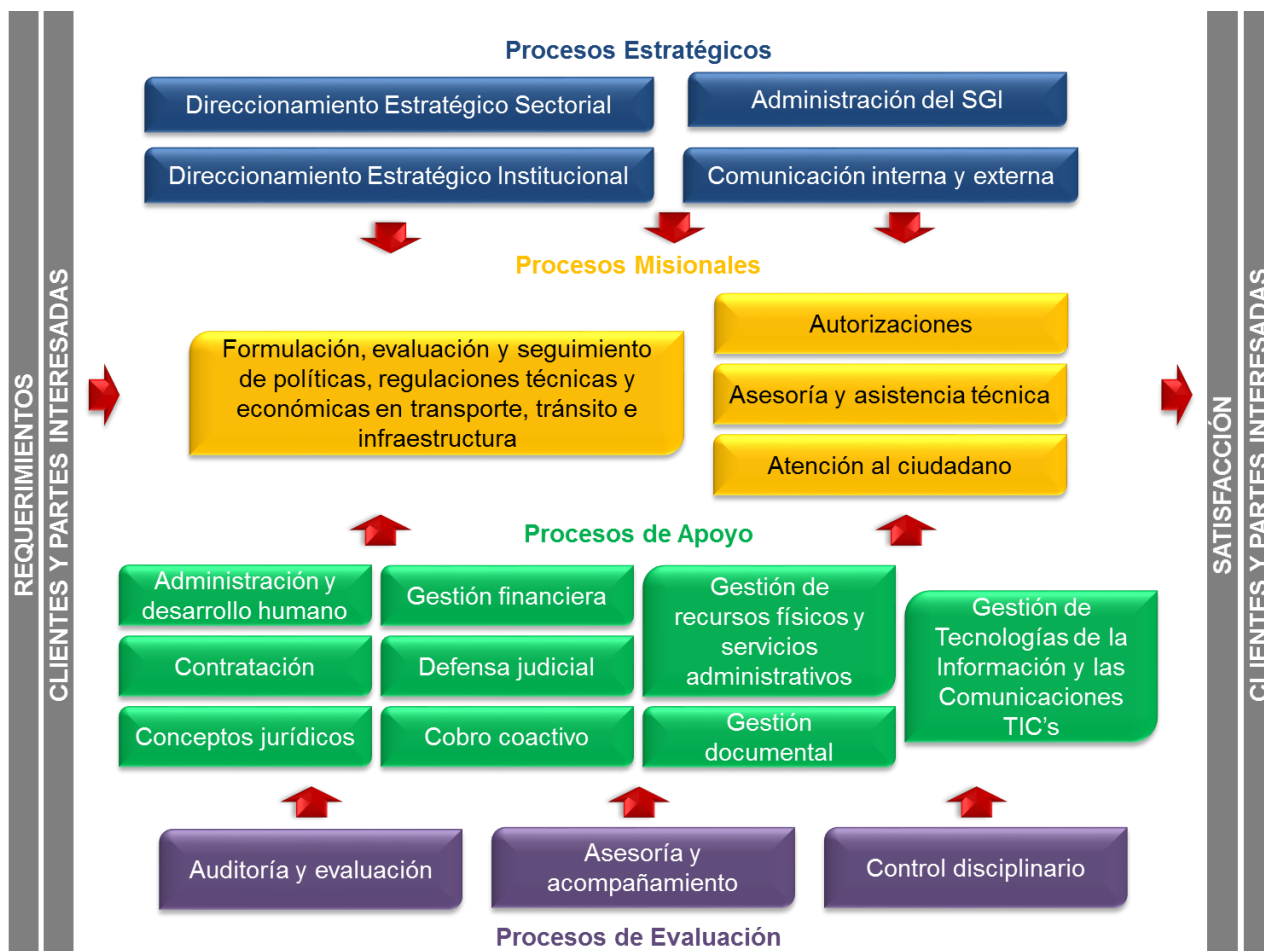 REQUERIMIENTOS
CLIENTES Y PARTES INTERESADAS
Procesos Estratégicos
Direccionamiento Estratégico Sectorial
Administración del SGI
Direccionamiento Estratégico Institucional
Comunicación interna y externa
Procesos Misionales
Formulación, evaluación y seguimiento
de políticas, regulaciones técnicas y
económicas en transporte, tránsito e
infraestructura
Autorizaciones
Asesoría y asistencia técnica
Atención al ciudadano
Procesos de Apoyo
Administración y
desarrollo humano
Gestión financiera
Gestión de
recursos físicos y
servicios
administrativos
Gestión de
Tecnologías de la
Información y las
Comunicaciones
TIC's
Contratación
Defensa judicial
Conceptos jurídicos
Cobro coactivo
Gestión
documental
Auditoría y evaluación
Asesoría y
acompañamiento
Control disciplinario
Procesos de Evaluación
SATISFACCIÓN
CLIENTES Y PARTES INTERESADAS